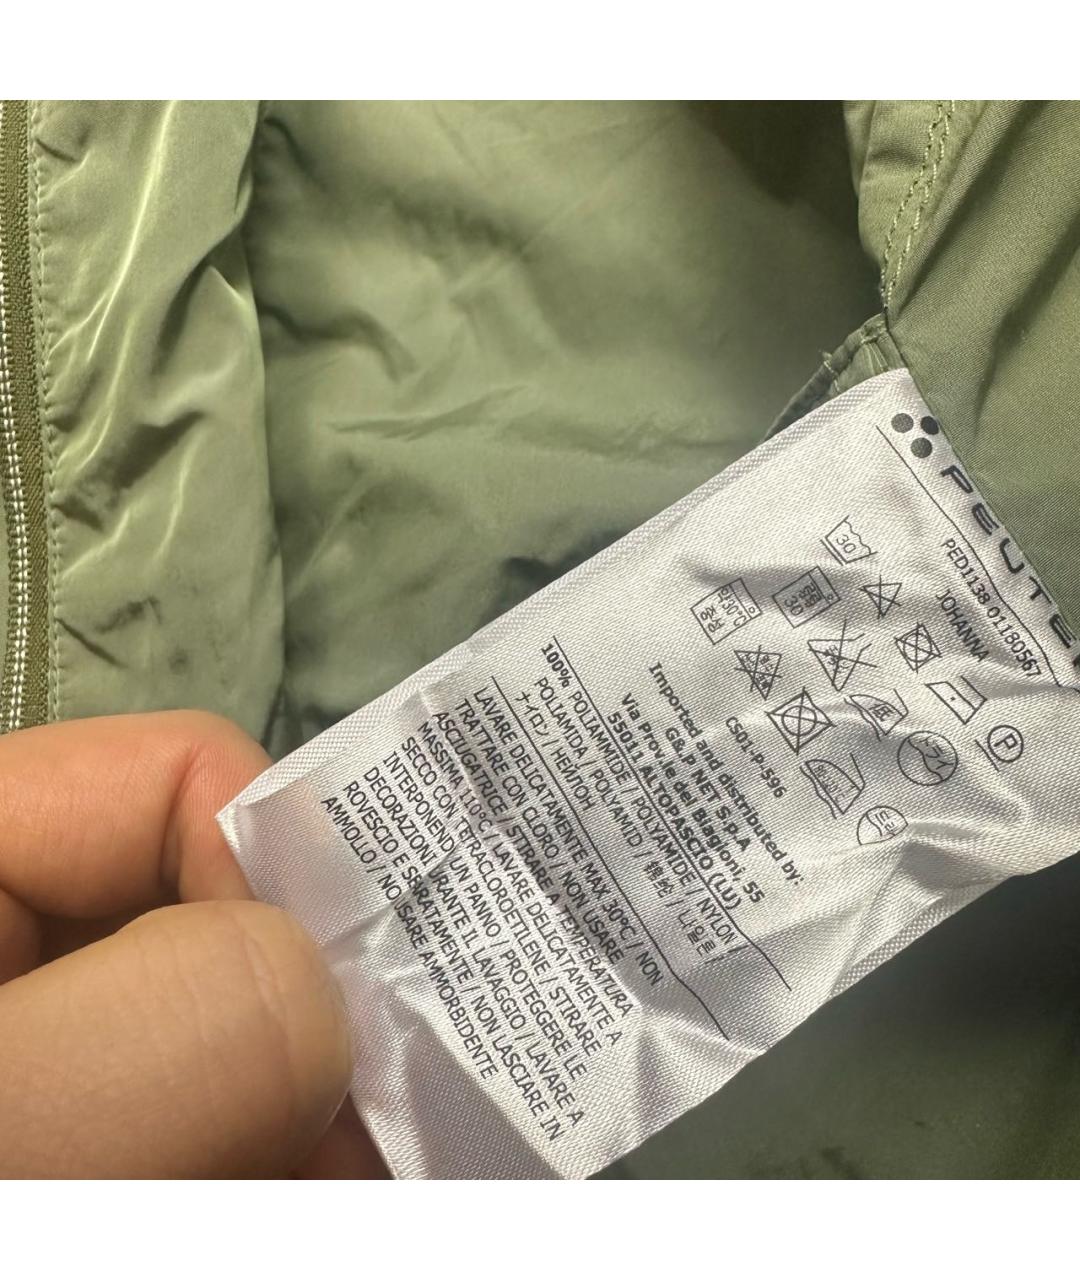 PEUTE
PED1138 01180567
JOHANNA
30
CS01-P-S96
Imported and distributed by:
G&P NET S.p.A
Via Prov.le dei Biagioni, 55
55011 ALTOPASCIO (LU)
100% POLIAMMIDE / POLYAMIDE / NYLON
POLIAMIDA / POLYAMID / 錦紗 / 나일론 /
ナイロン / НЕЙЛОН
LAVARE DELICATAMENTE MAX 30°C / NON
TRATTARE CON CLORO / NON USARE
ASCIUGATRICE / STIRARE A TEMPERATURA
MASSIMA 110°C / LAVARE DELICATAMENTE A
SECCO CON TETRACLOROETILENE / STIRARE
INTERPONENDO UN PANNO / PROTEGGERE LE
DECORAZIONI DURANTE IL LAVAGGIO / LAVARE A
ROVESCIO E SEPARATAMENTE / NON LASCIARE IN
AMMOLLO / NON USARE AMMORBIDENTE